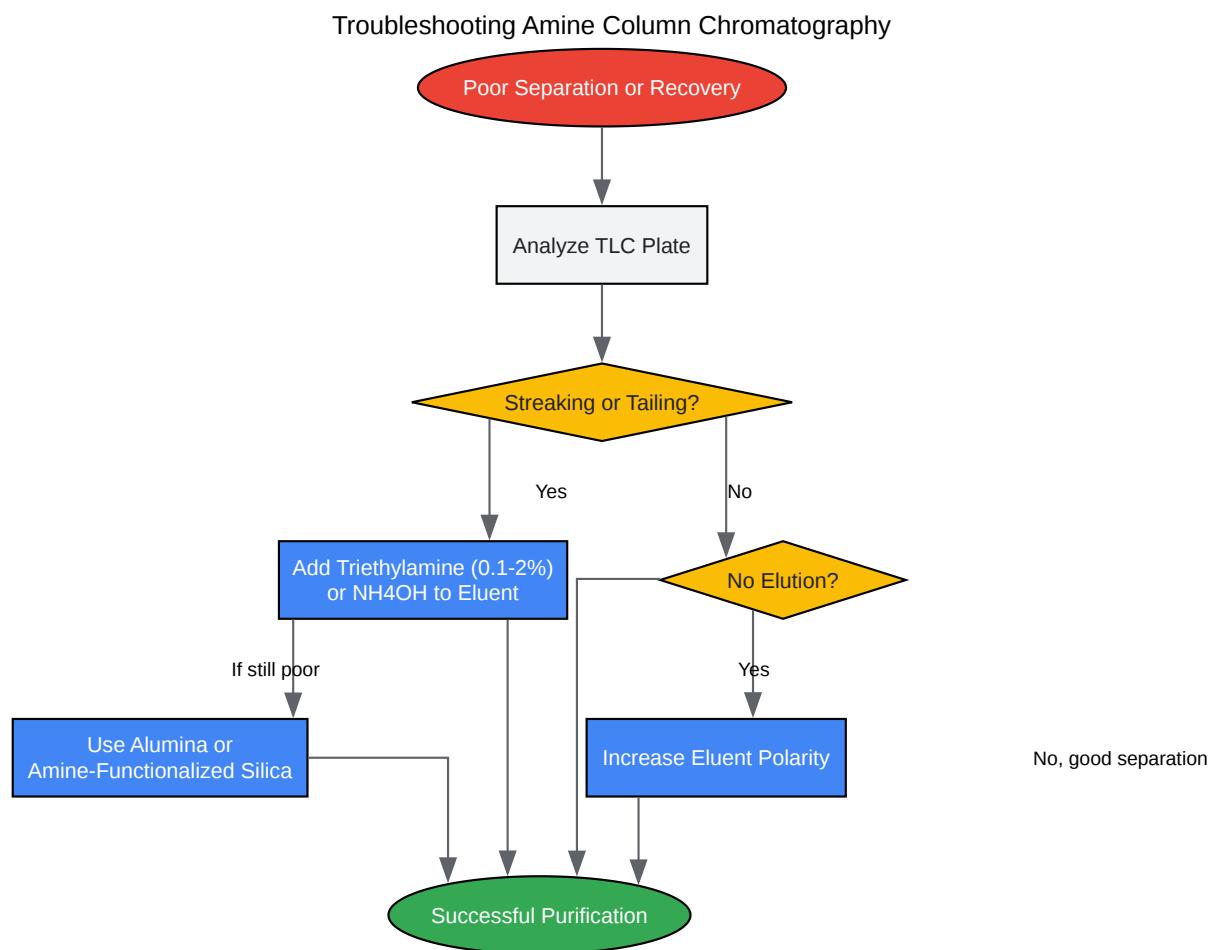 Troubleshooting Amine Column Chromatography
Poor Separation or Recovery
Analyze TLC Plate
Streaking or Tailing?
Yes
No
Add Triethylamine (0.1-2%)
or NH4OH to Eluent
No Elution?
If still poor
Yes
Use Alumina or
Amine-Functionalized Silica
Increase Eluent Polarity
No, good separation
Successful Purification